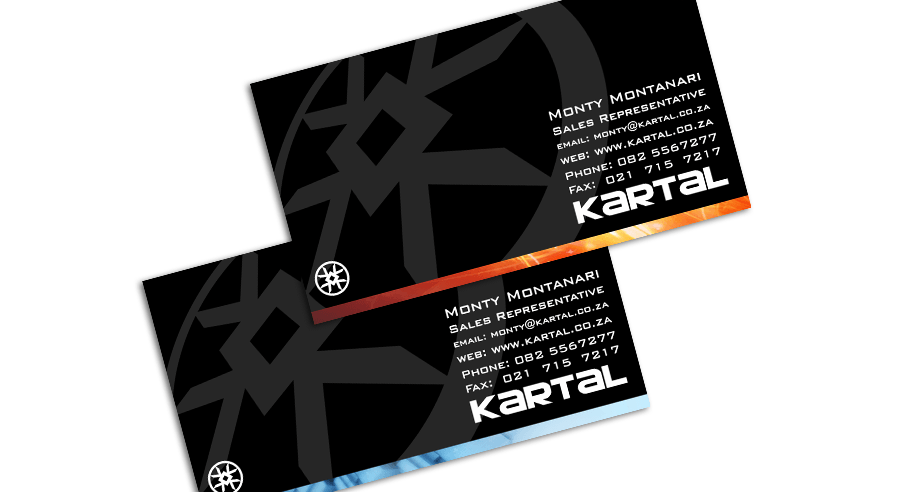 Monty Montanari
Sales Representative
email: monty@kartal.co.za
web: www.kartal.co.za
Phone: 082 5567277
Fax: 021 715 7217
KARTAL
Monty Montanari
Sales Representative
email: monty@kartal.co.za
web: www.kartal.co.za
Phone: 082 5567277
Fax: 021 715 7217
KARTAL